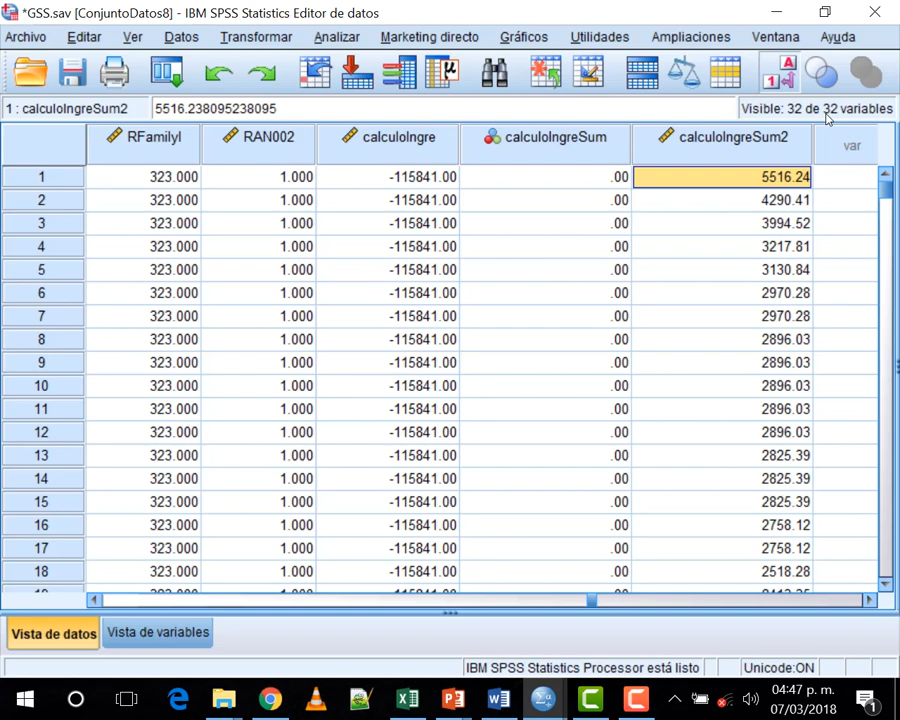 *GSS.sav [ConjuntoDatos8] - IBM SPSS Statistics Editor de datos
Archivo Editar Ver Datos Transformar Analizar Marketing directo Gráficos Utilidades Ampliaciones Ventana Ayuda
1 : calculoIngreSum2 5516.238095238095 Visible: 32 de 32 variables
RFamilyI RAN002 calculoIngre calculoIngreSum calculoIngreSum2 var
1 323.000 1.000 -115841.00 .00 5516.24
2 323.000 1.000 -115841.00 .00 4290.41
3 323.000 1.000 -115841.00 .00 3994.52
4 323.000 1.000 -115841.00 .00 3217.81
5 323.000 1.000 -115841.00 .00 3130.84
6 323.000 1.000 -115841.00 .00 2970.28
7 323.000 1.000 -115841.00 .00 2970.28
8 323.000 1.000 -115841.00 .00 2896.03
9 323.000 1.000 -115841.00 .00 2896.03
10 323.000 1.000 -115841.00 .00 2896.03
11 323.000 1.000 -115841.00 .00 2896.03
12 323.000 1.000 -115841.00 .00 2896.03
13 323.000 1.000 -115841.00 .00 2825.39
14 323.000 1.000 -115841.00 .00 2825.39
15 323.000 1.000 -115841.00 .00 2825.39
16 323.000 1.000 -115841.00 .00 2758.12
17 323.000 1.000 -115841.00 .00 2758.12
18 323.000 1.000 -115841.00 .00 2518.28
Vista de datos Vista de variables
IBM SPSS Statistics Processor está listo Unicode:ON
04:47 p. m.
07/03/2018